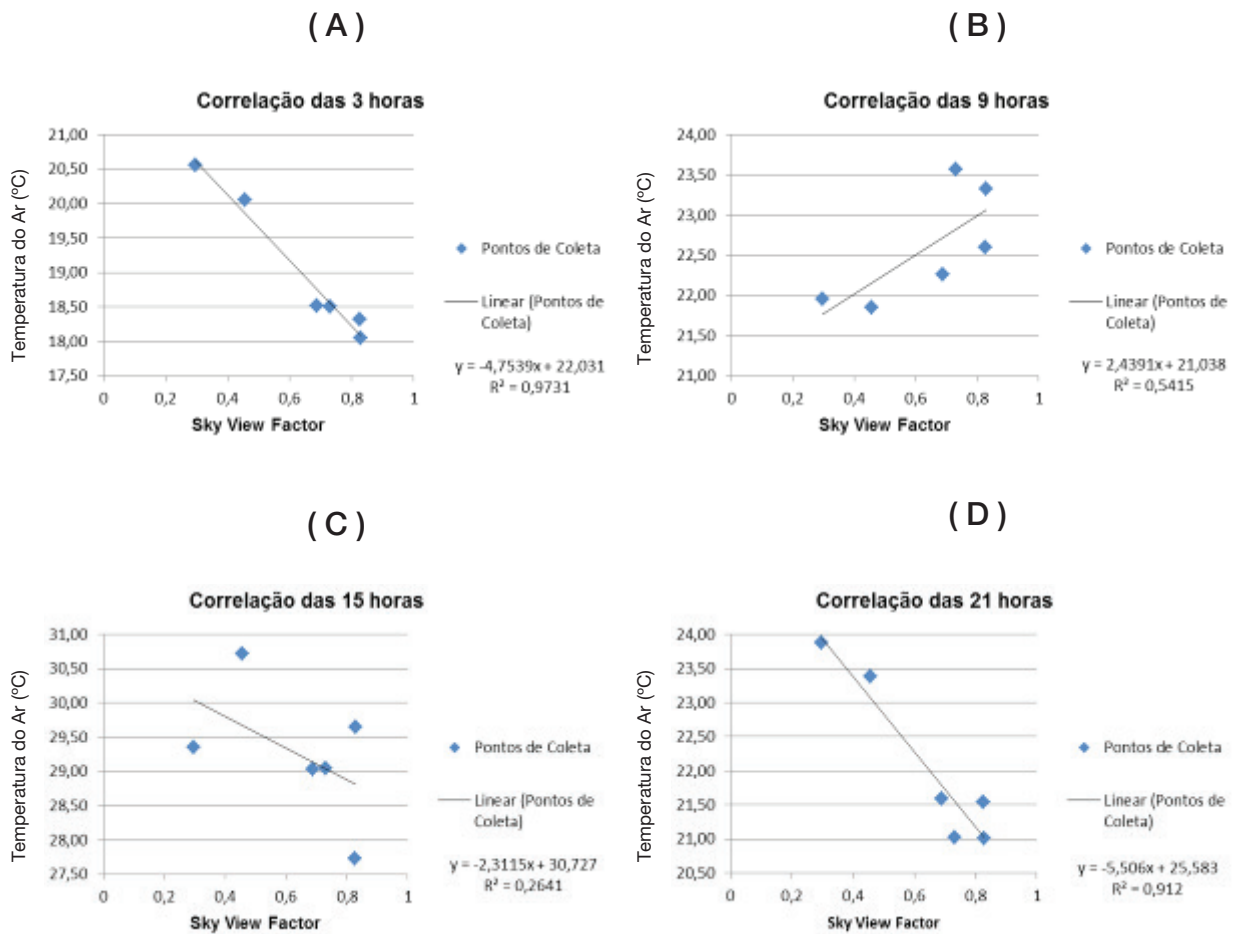 ( A )
Correlação das 3 horas
Temperatura do Ar (ºC)
21,00
20,50
20,00
19,50
19,00
18,50
18,00
17,50
0 0,2 0,4 0,6 0,8 1
Sky View Factor
Pontos de Coleta
Linear (Pontos de
Coleta)
y = -4,7539x + 22,031
R² = 0,9731
( B )
Correlação das 9 horas
Temperatura do Ar (ºC)
24,00
23,50
23,00
22,50
22,00
21,50
21,00
0 0,2 0,4 0,6 0,8 1
Sky View Factor
Pontos de Coleta
Linear (Pontos de
Coleta)
y = 2,4391x + 21,038
R² = 0,5415
( C )
Correlação das 15 horas
Temperatura do Ar (ºC)
31,00
30,50
30,00
29,50
29,00
28,50
28,00
27,50
0 0,2 0,4 0,6 0,8 1
Sky View Factor
Pontos de Coleta
Linear (Pontos de
Coleta)
y = -2,3115x + 30,727
R² = 0,2641
( D )
Correlação das 21 horas
Temperatura do Ar (ºC)
24,00
23,50
23,00
22,50
22,00
21,50
21,00
20,50
0 0,2 0,4 0,6 0,8 1
Sky View Factor
Pontos de Coleta
Linear (Pontos de
Coleta)
y = -5,506x + 25,583
R² = 0,912